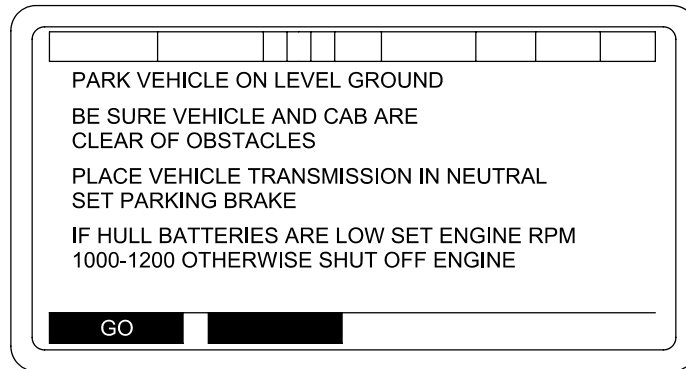 PARK VEHICLE ON LEVEL GROUND
BE SURE VEHICLE AND CAB ARE
CLEAR OF OBSTACLES
PLACE VEHICLE TRANSMISSION IN NEUTRAL
SET PARKING BRAKE
IF HULL BATTERIES ARE LOW SET ENGINE RPM
1000-1200 OTHERWISE SHUT OFF ENGINE
GO